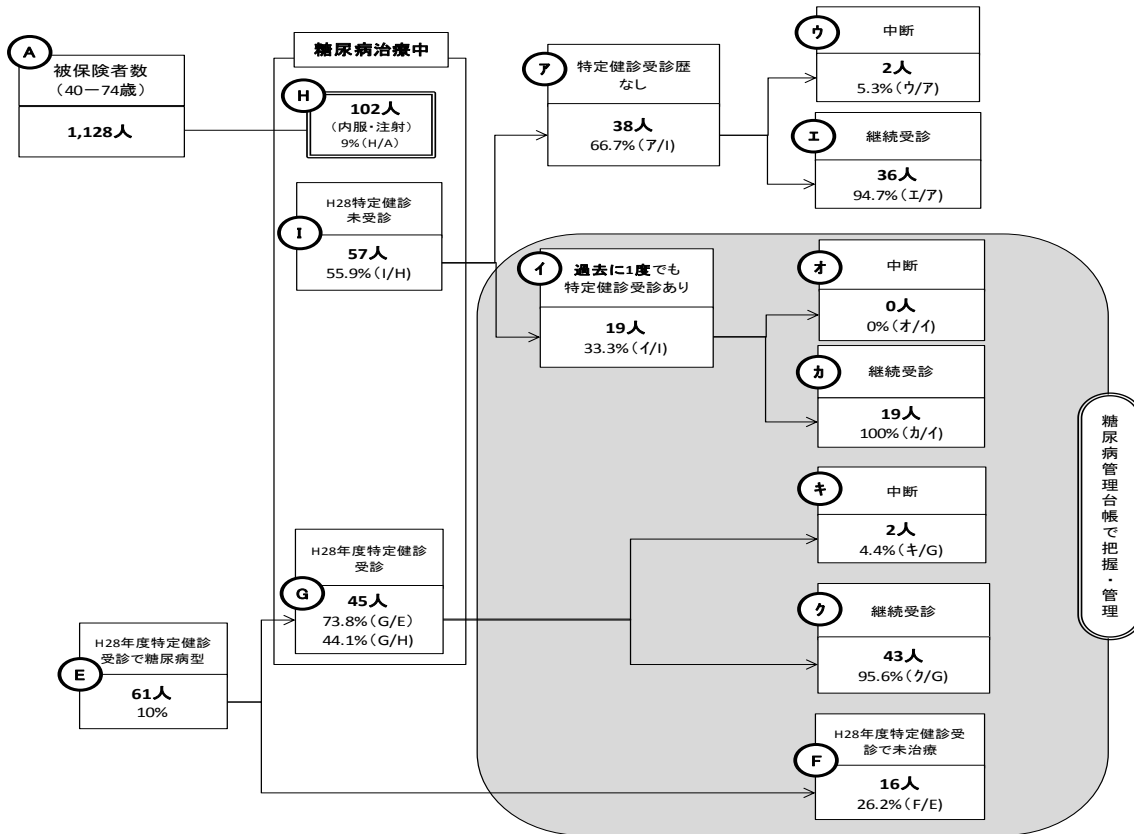 A
被保険者数
（40－74歳）
1,128人
糖尿病治療中
H
102人
（内服・注射）
9%（H/A）
I
H28特定健診
未受診
57人
55.9%（I/H）
ア
特定健診受診歴
なし
38人
66.7%（ア/I）
ウ
中断
2人
5.3%（ウ/ア）
エ
継続受診
36人
94.7%（エ/ア）
イ
過去に1度でも
特定健診受診あり
19人
33.3%（イ/I）
オ
中断
0人
0%（オ/イ）
カ
継続受診
19人
100%（カ/イ）
キ
中断
2人
4.4%（キ/G）
ク
継続受診
43人
95.6%（ク/G）
G
H28年度特定健診
受診
45人
73.8%（G/E）
44.1%（G/H）
E
H28年度特定健診
受診で糖尿病型
61人
10%
F
H28年度特定健診受
診で未治療
16人
26.2%（F/E）
糖尿病管理台帳で把握・管理